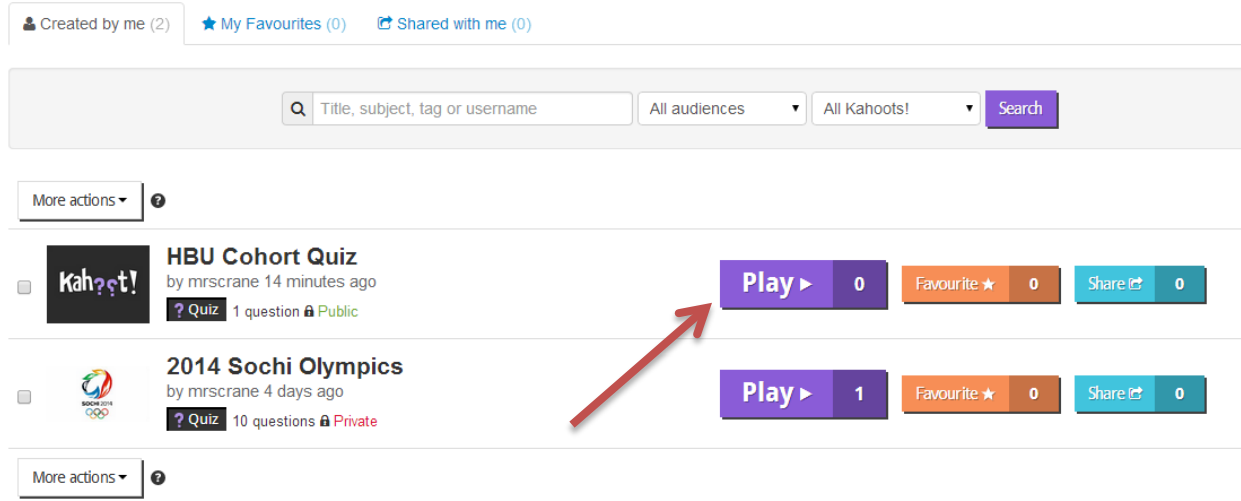 Created by me (2) My Favourites (0) Shared with me (0)
Title, subject, tag or username All audiences All Kahoots! Search
More actions ?
Kahoot! HBU Cohort Quiz
by mrscrane 14 minutes ago
Play 0 Favourite 0 Share 0
? Quiz 1 question Public
2014 Sochi Olympics
by mrscrane 4 days ago
sochi 2014
Play 1 Favourite 0 Share 0
? Quiz 10 questions Private
More actions ?